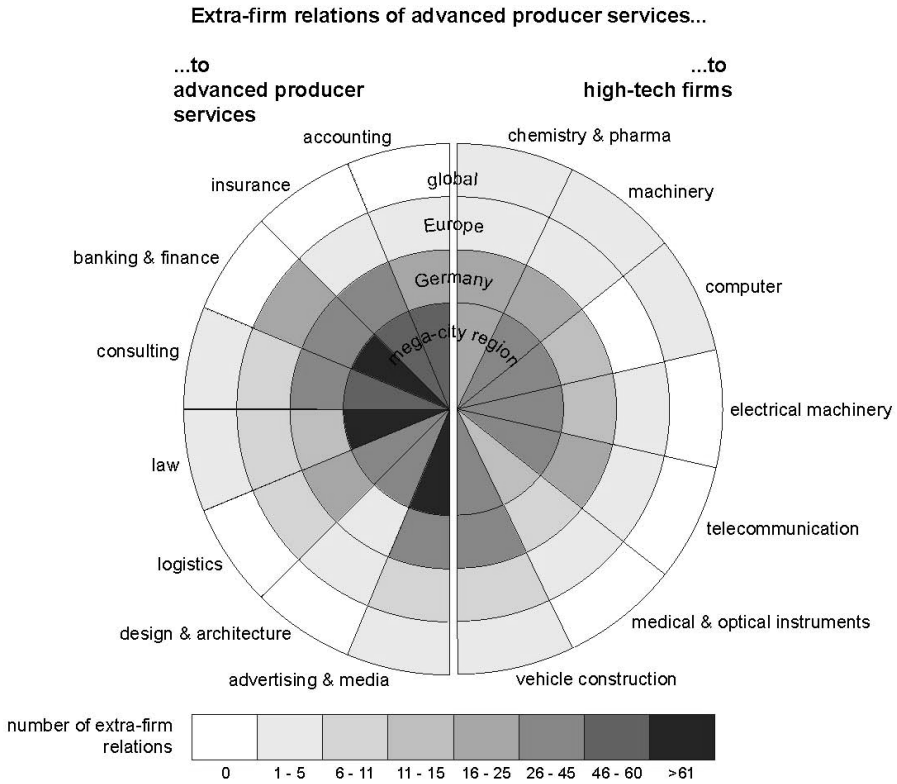 Extra-firm relations of advanced producer services...
...to
advanced producer
services
...to
high-tech firms
accounting
chemistry & pharma
insurance
global
machinery
Europe
banking & finance
Germany
computer
mega-city region
consulting
electrical machinery
law
telecommunication
logistics
medical & optical instruments
design & architecture
advertising & media
vehicle construction
number of extra-firm
relations
0
1 - 5
6 - 11
11 - 15
16 - 25
26 - 45
46 - 60
>61